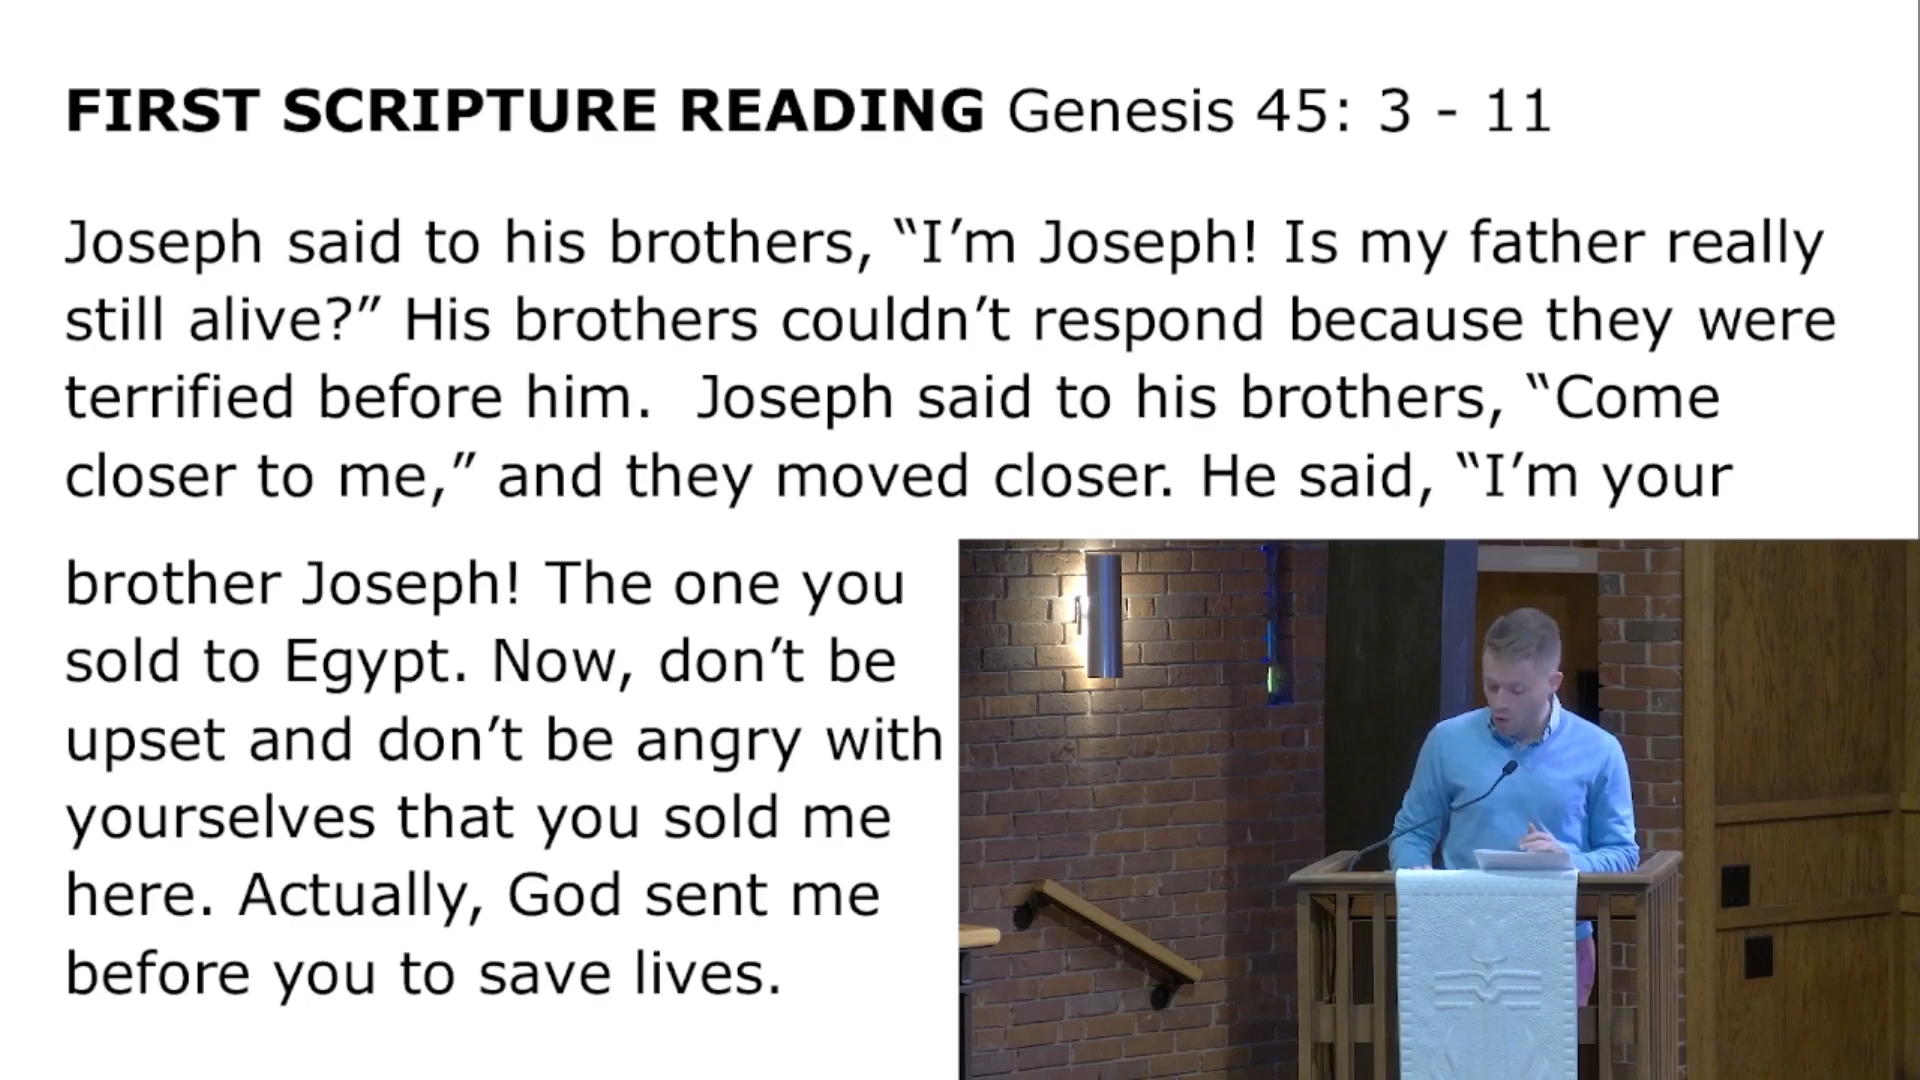 FIRST SCRIPTURE READING Genesis 45: 3 - 11
Joseph said to his brothers, “I’m Joseph! Is my father really
still alive?” His brothers couldn’t respond because they were
terrified before him.  Joseph said to his brothers, “Come
closer to me,” and they moved closer. He said, “I’m your
brother Joseph! The one you
sold to Egypt. Now, don’t be
upset and don’t be angry with
yourselves that you sold me
here. Actually, God sent me
before you to save lives.